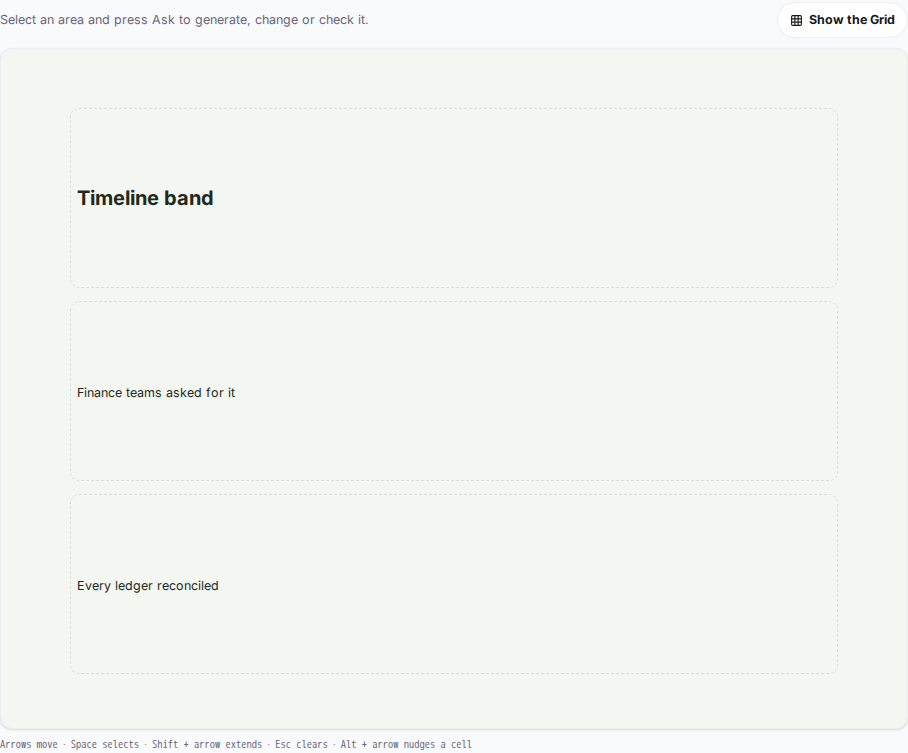 Select an area and press Ask to generate, change or check it.
Show the Grid
Timeline band
Finance teams asked for it
Every ledger reconciled
Arrows move · Space selects · Shift + arrow extends · Esc clears · Alt + arrow nudges a cell